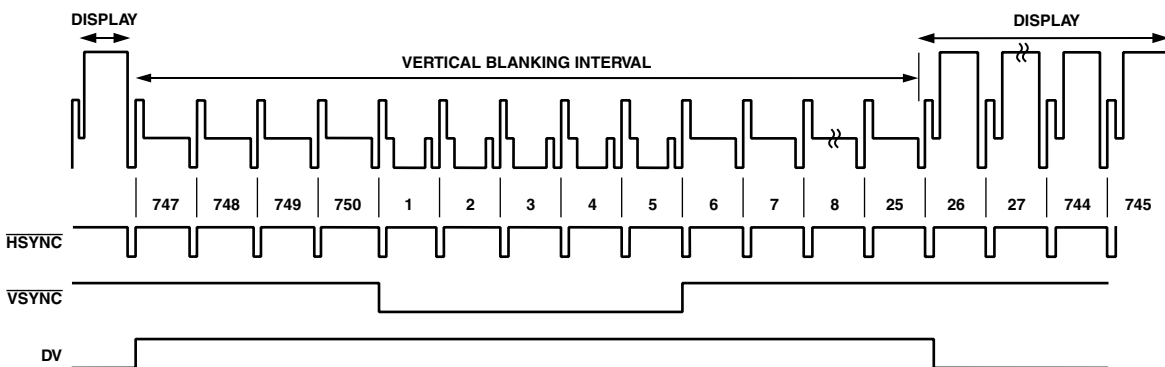 DISPLAY
DISPLAY
VERTICAL BLANKING INTERVAL
747 748 749 750 1 2 3 4 5 6 7 8 25 26 27 744 745
HSYNC
VSYNC
DV